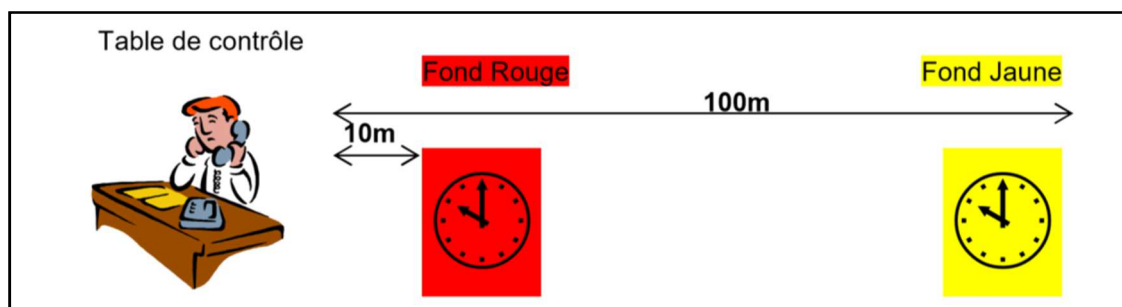 Table de contrôle
Fond Rouge
Fond Jaune
100m
10m